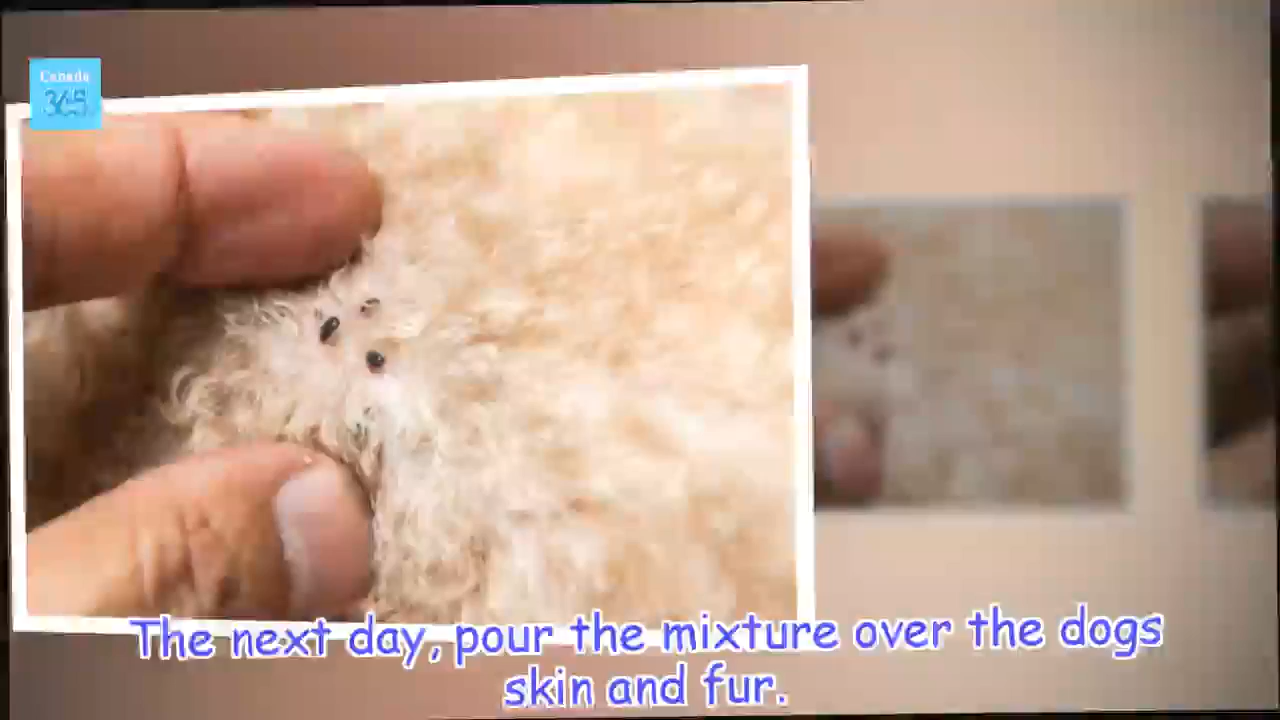 Canada
365
The next day, pour the mixture over the dogs
skin and fur.